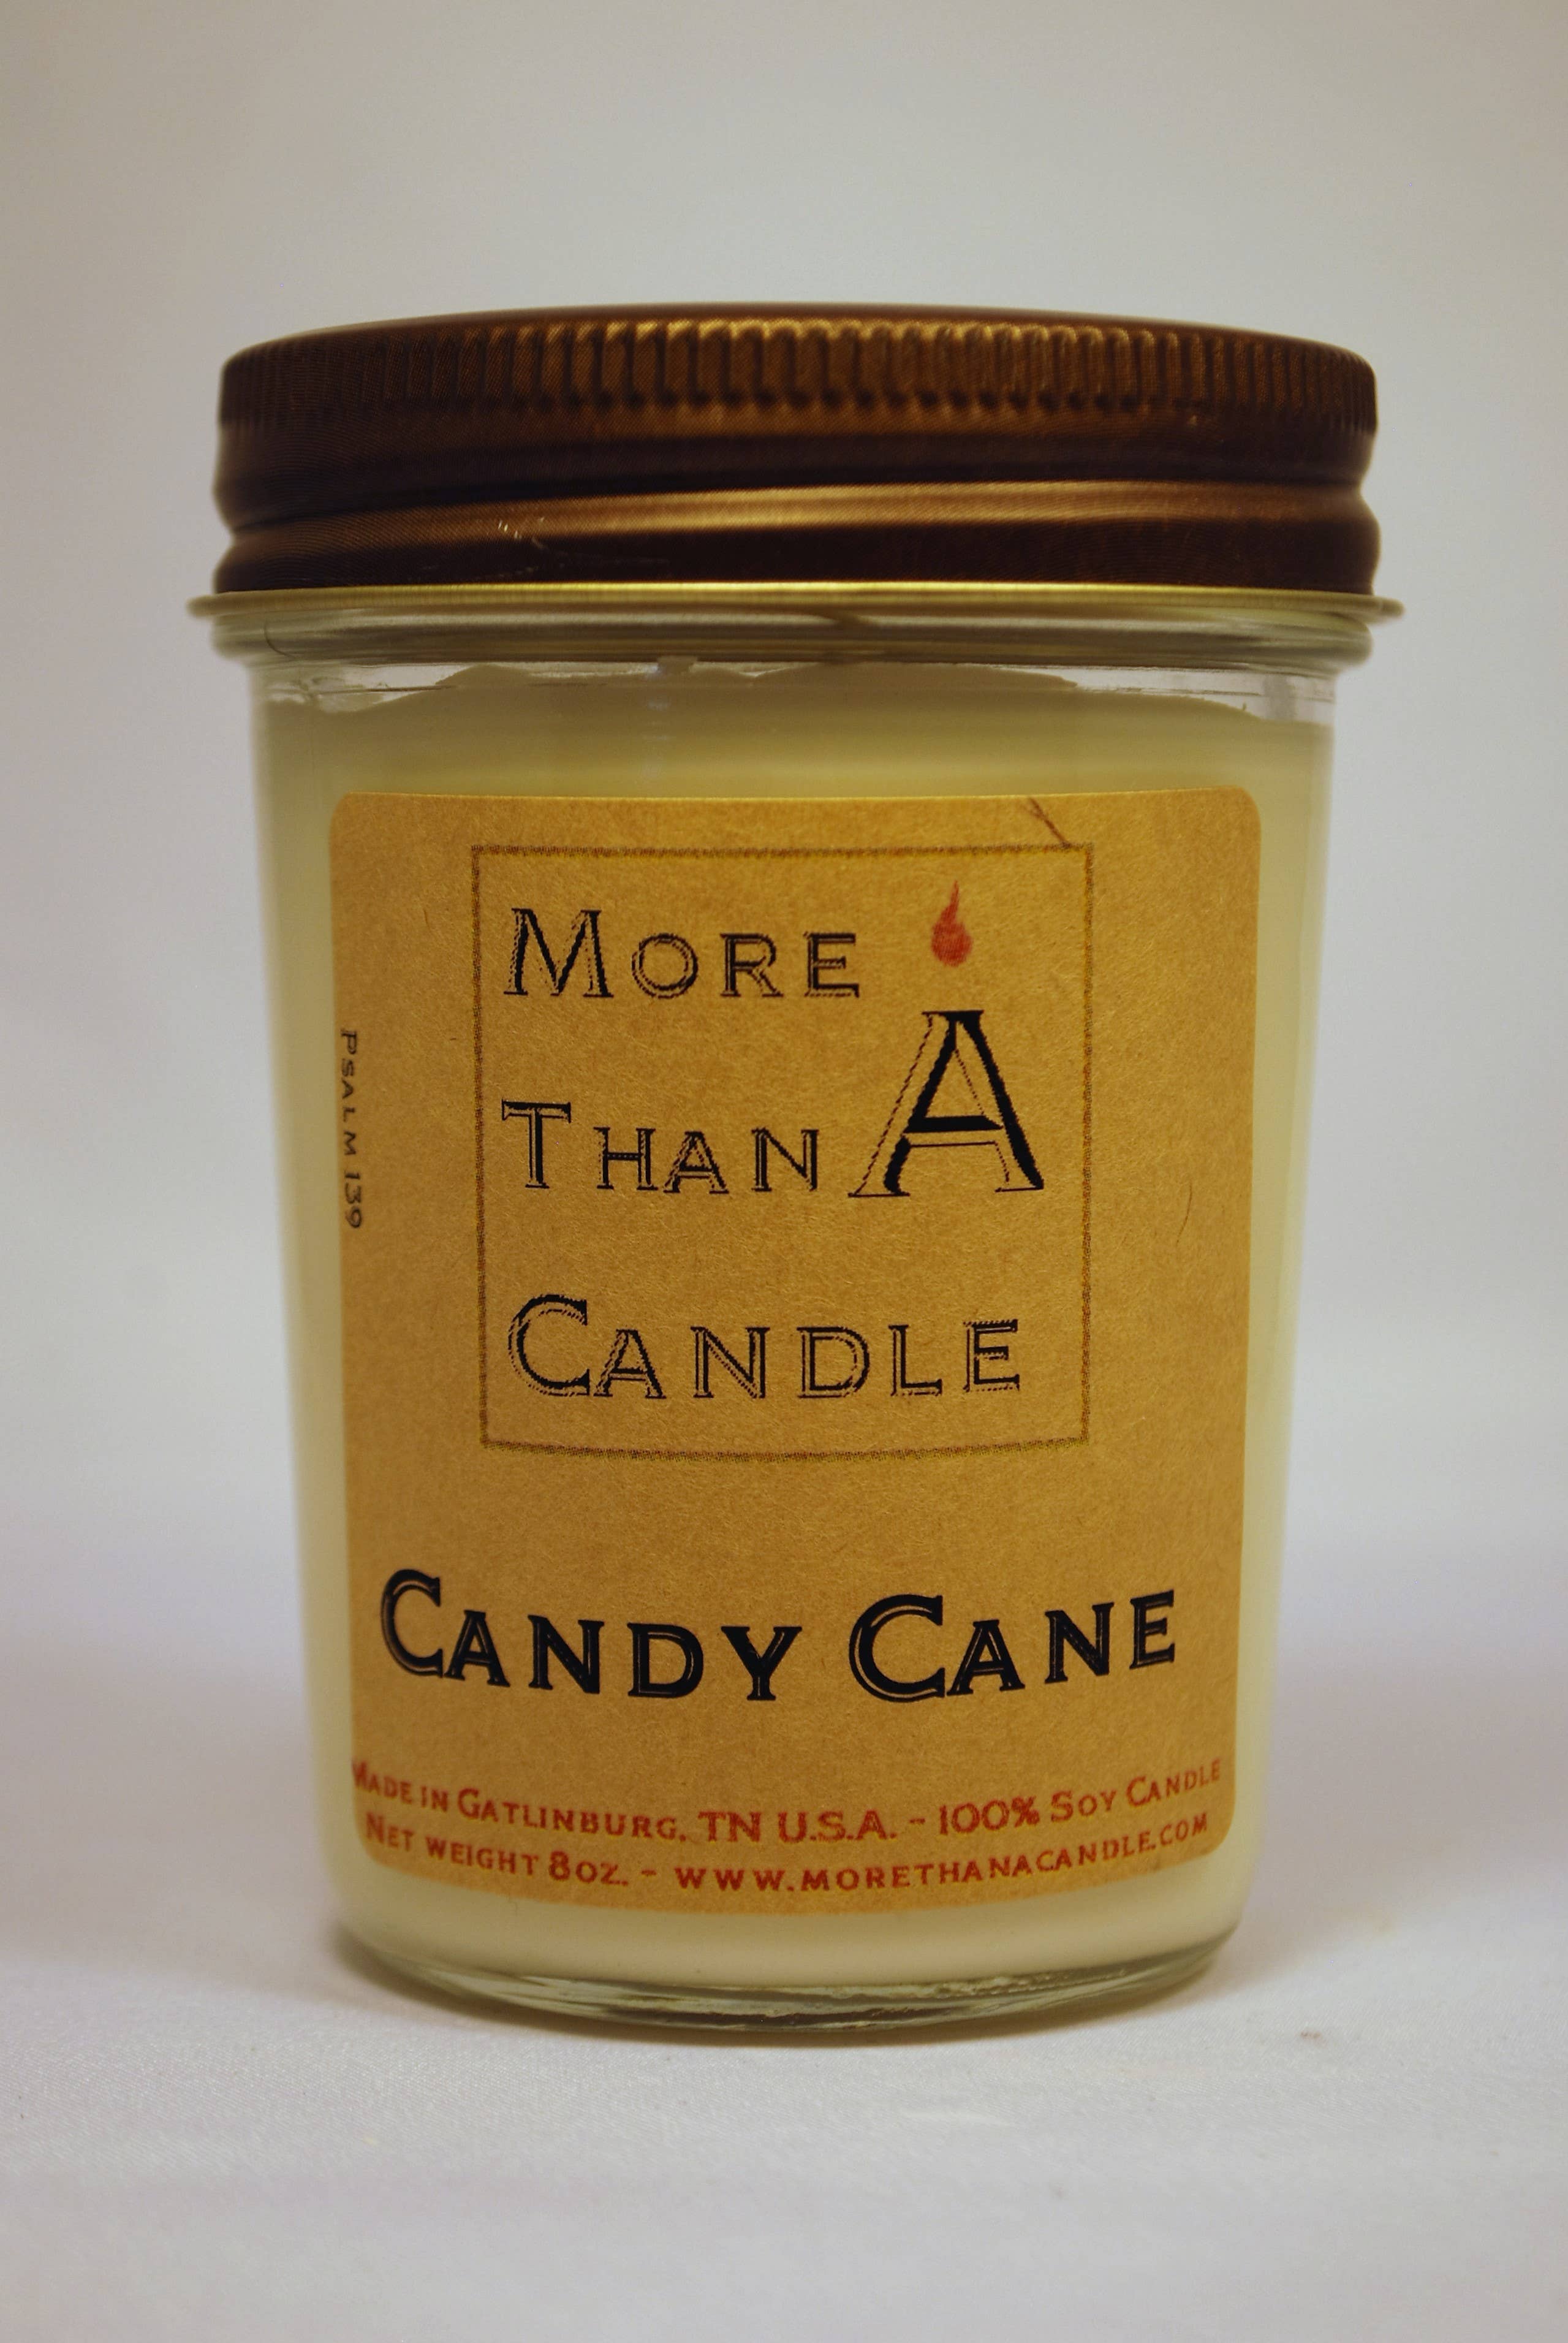 MORE
THAN A
CANDLE
PSALM 139
CANDY CANE
MADE IN GATLINBURG, TN U.S.A. - 100% SOY CANDLE
NET WEIGHT 8OZ. - WWW.MORETHANACANDLE.COM